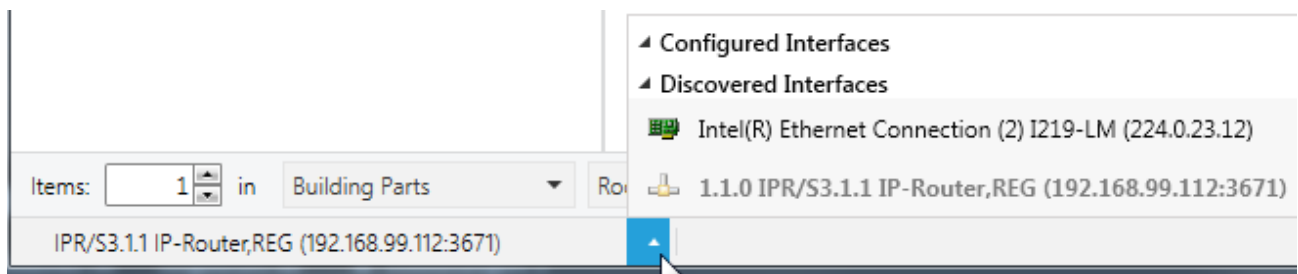 Configured Interfaces
Discovered Interfaces
Intel(R) Ethernet Connection (2) I219-LM (224.0.23.12)
Items: 1 in Building Parts
1.1.0 IPR/S3.1.1 IP-Router,REG (192.168.99.112:3671)
IPR/S3.1.1 IP-Router,REG (192.168.99.112:3671)